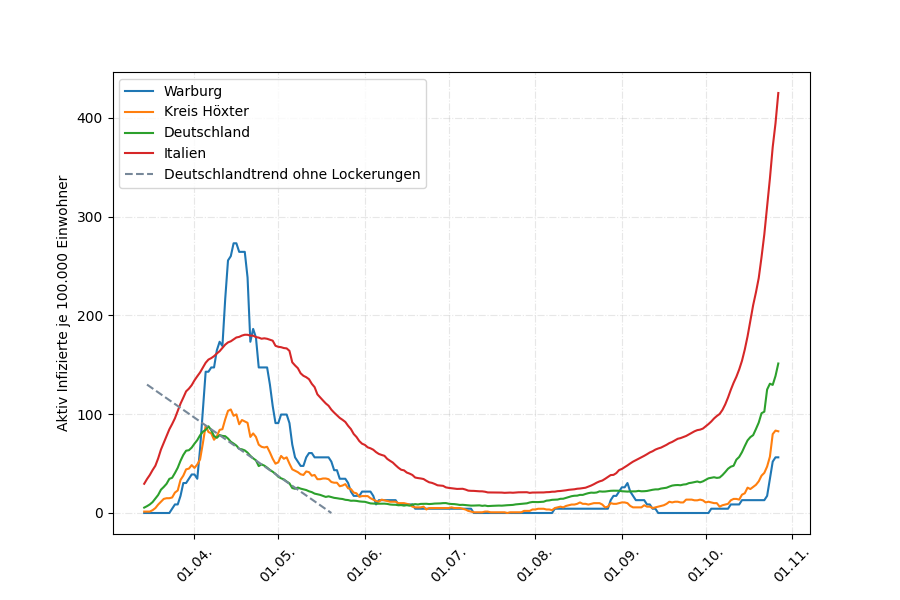 Warburg
Kreis Höxter
Deutschland
Italien
Deutschlandtrend ohne Lockerungen
Aktiv Infizierte je 100.000 Einwohner
400
300
200
100
0
01.04.
01.05.
01.06.
01.07.
01.08.
01.09.
01.10.
01.11.